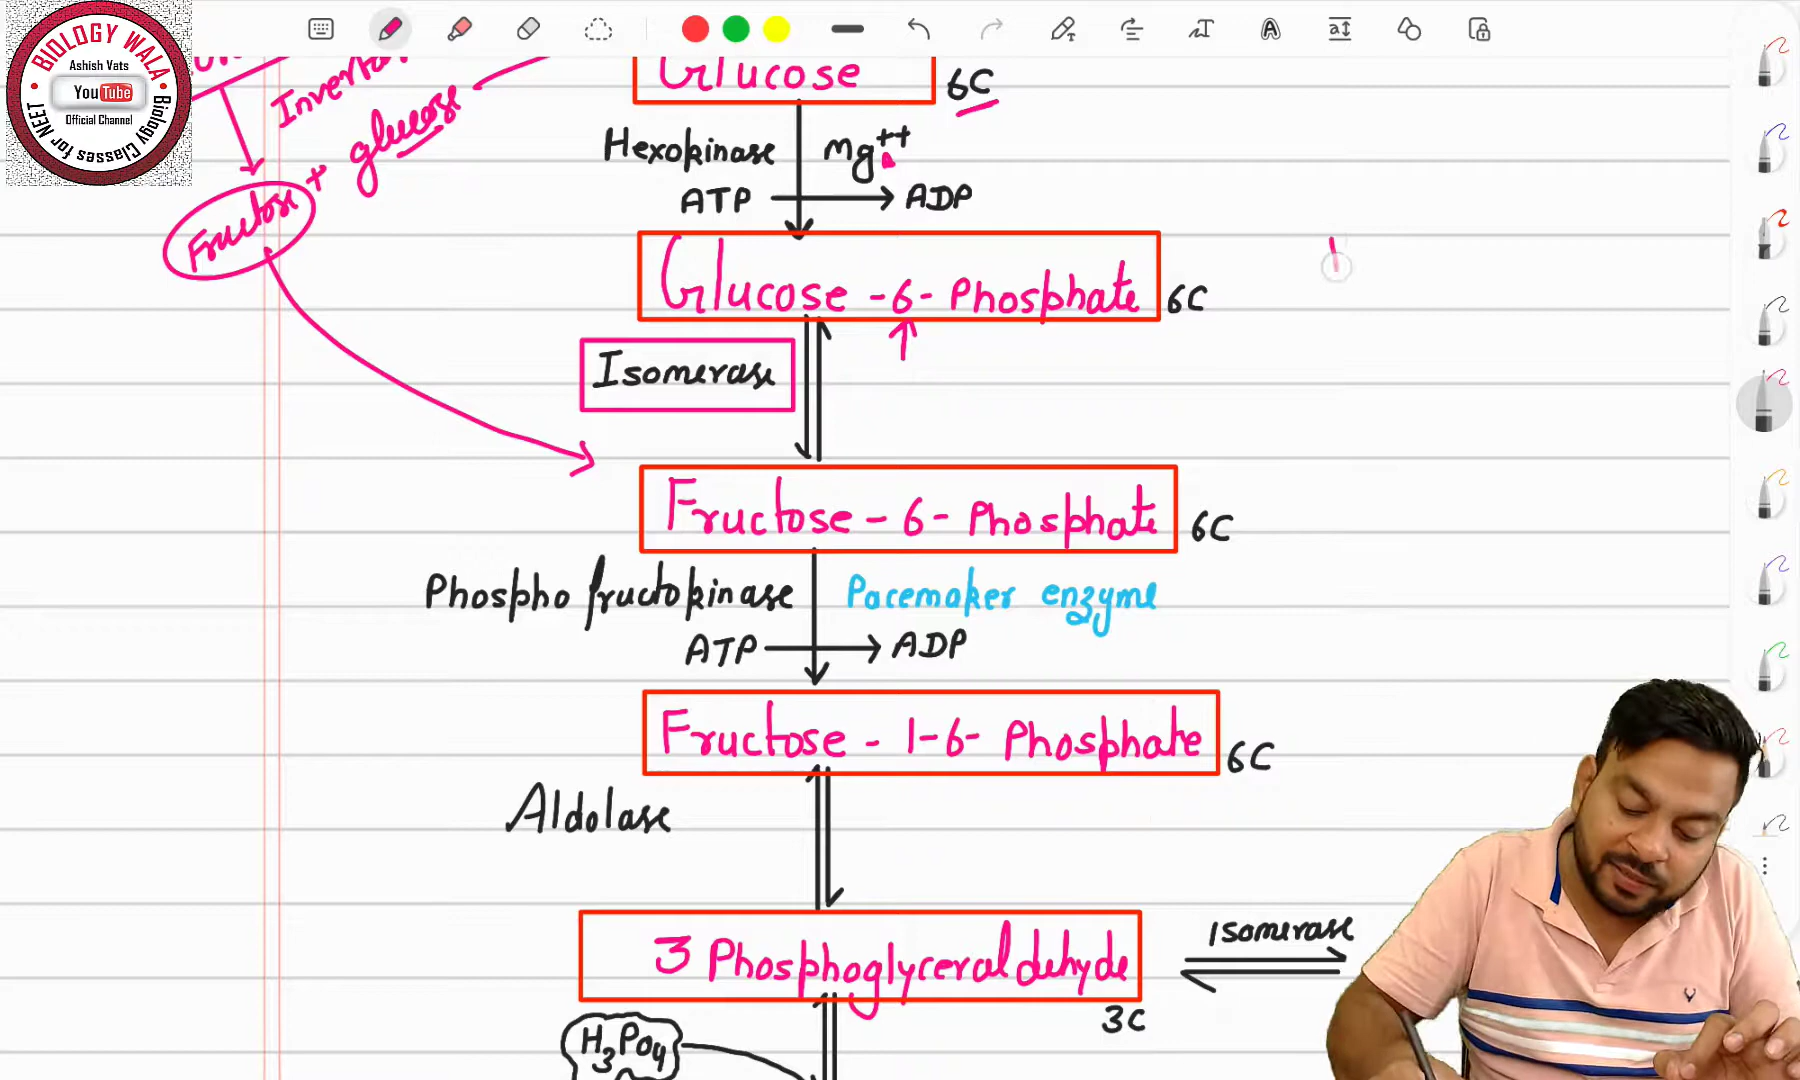 BIOLOGY WALA
Ashish Vats
YouTube
Official Channel
Biology Classes for NEET
Glucose
6C
+ glucose
Hexokinase
mg++
ATP
ADP
Fructose
Glucose -6- Phosphate
6C
Isomerase
Fructose - 6 - Phosphate
6C
Phospho fructokinase
Pacemaker enzyme
ATP
ADP
Fructose - 1-6- Phosphate
6C
Aldolase
3 Phosphoglyceraldehyde
Isomerase
3C
H3PO4